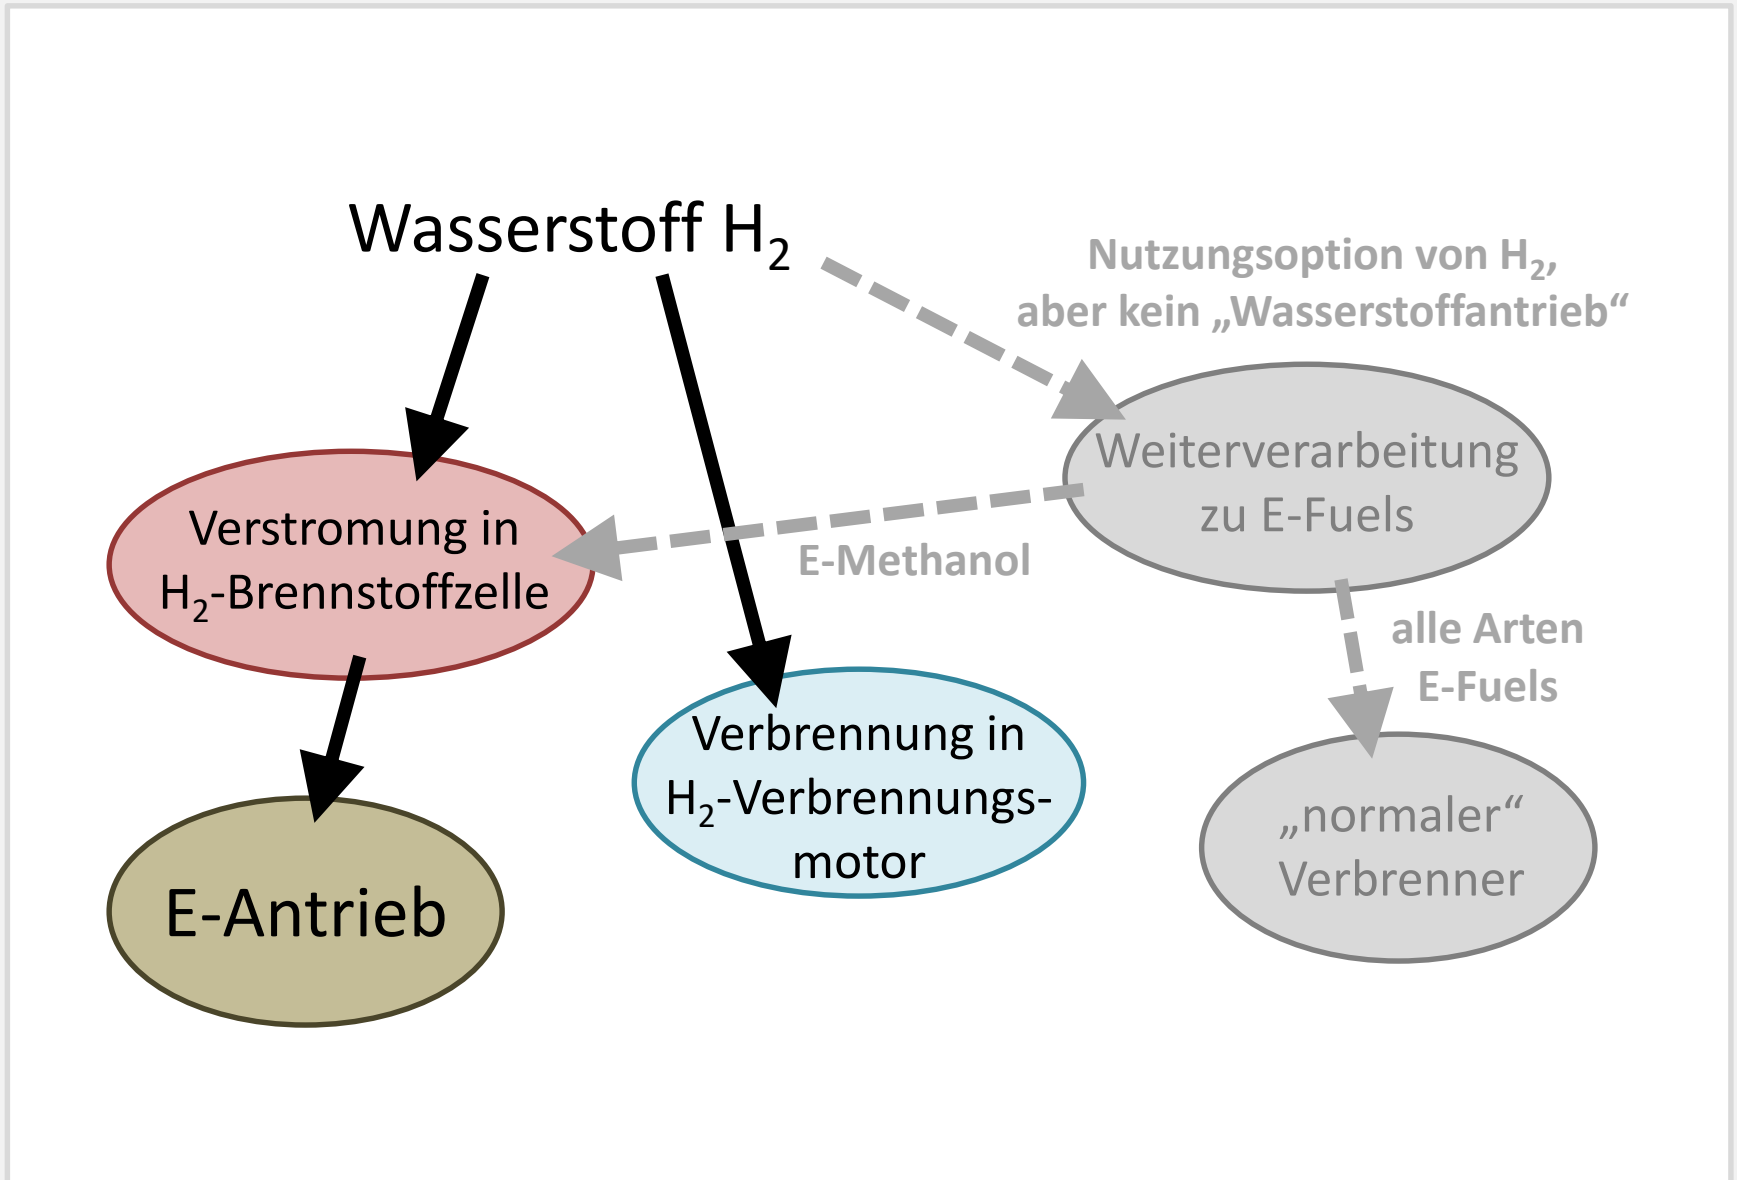 Wasserstoff H₂
Nutzungsoption von H₂,
aber kein „Wasserstoffantrieb“
Weiterverarbeitung
zu E-Fuels
Verstromung in
H₂-Brennstoffzelle
E-Methanol
alle Arten
E-Fuels
Verbrennung in
H₂-Verbrennungs-
motor
„normaler“
Verbrenner
E-Antrieb